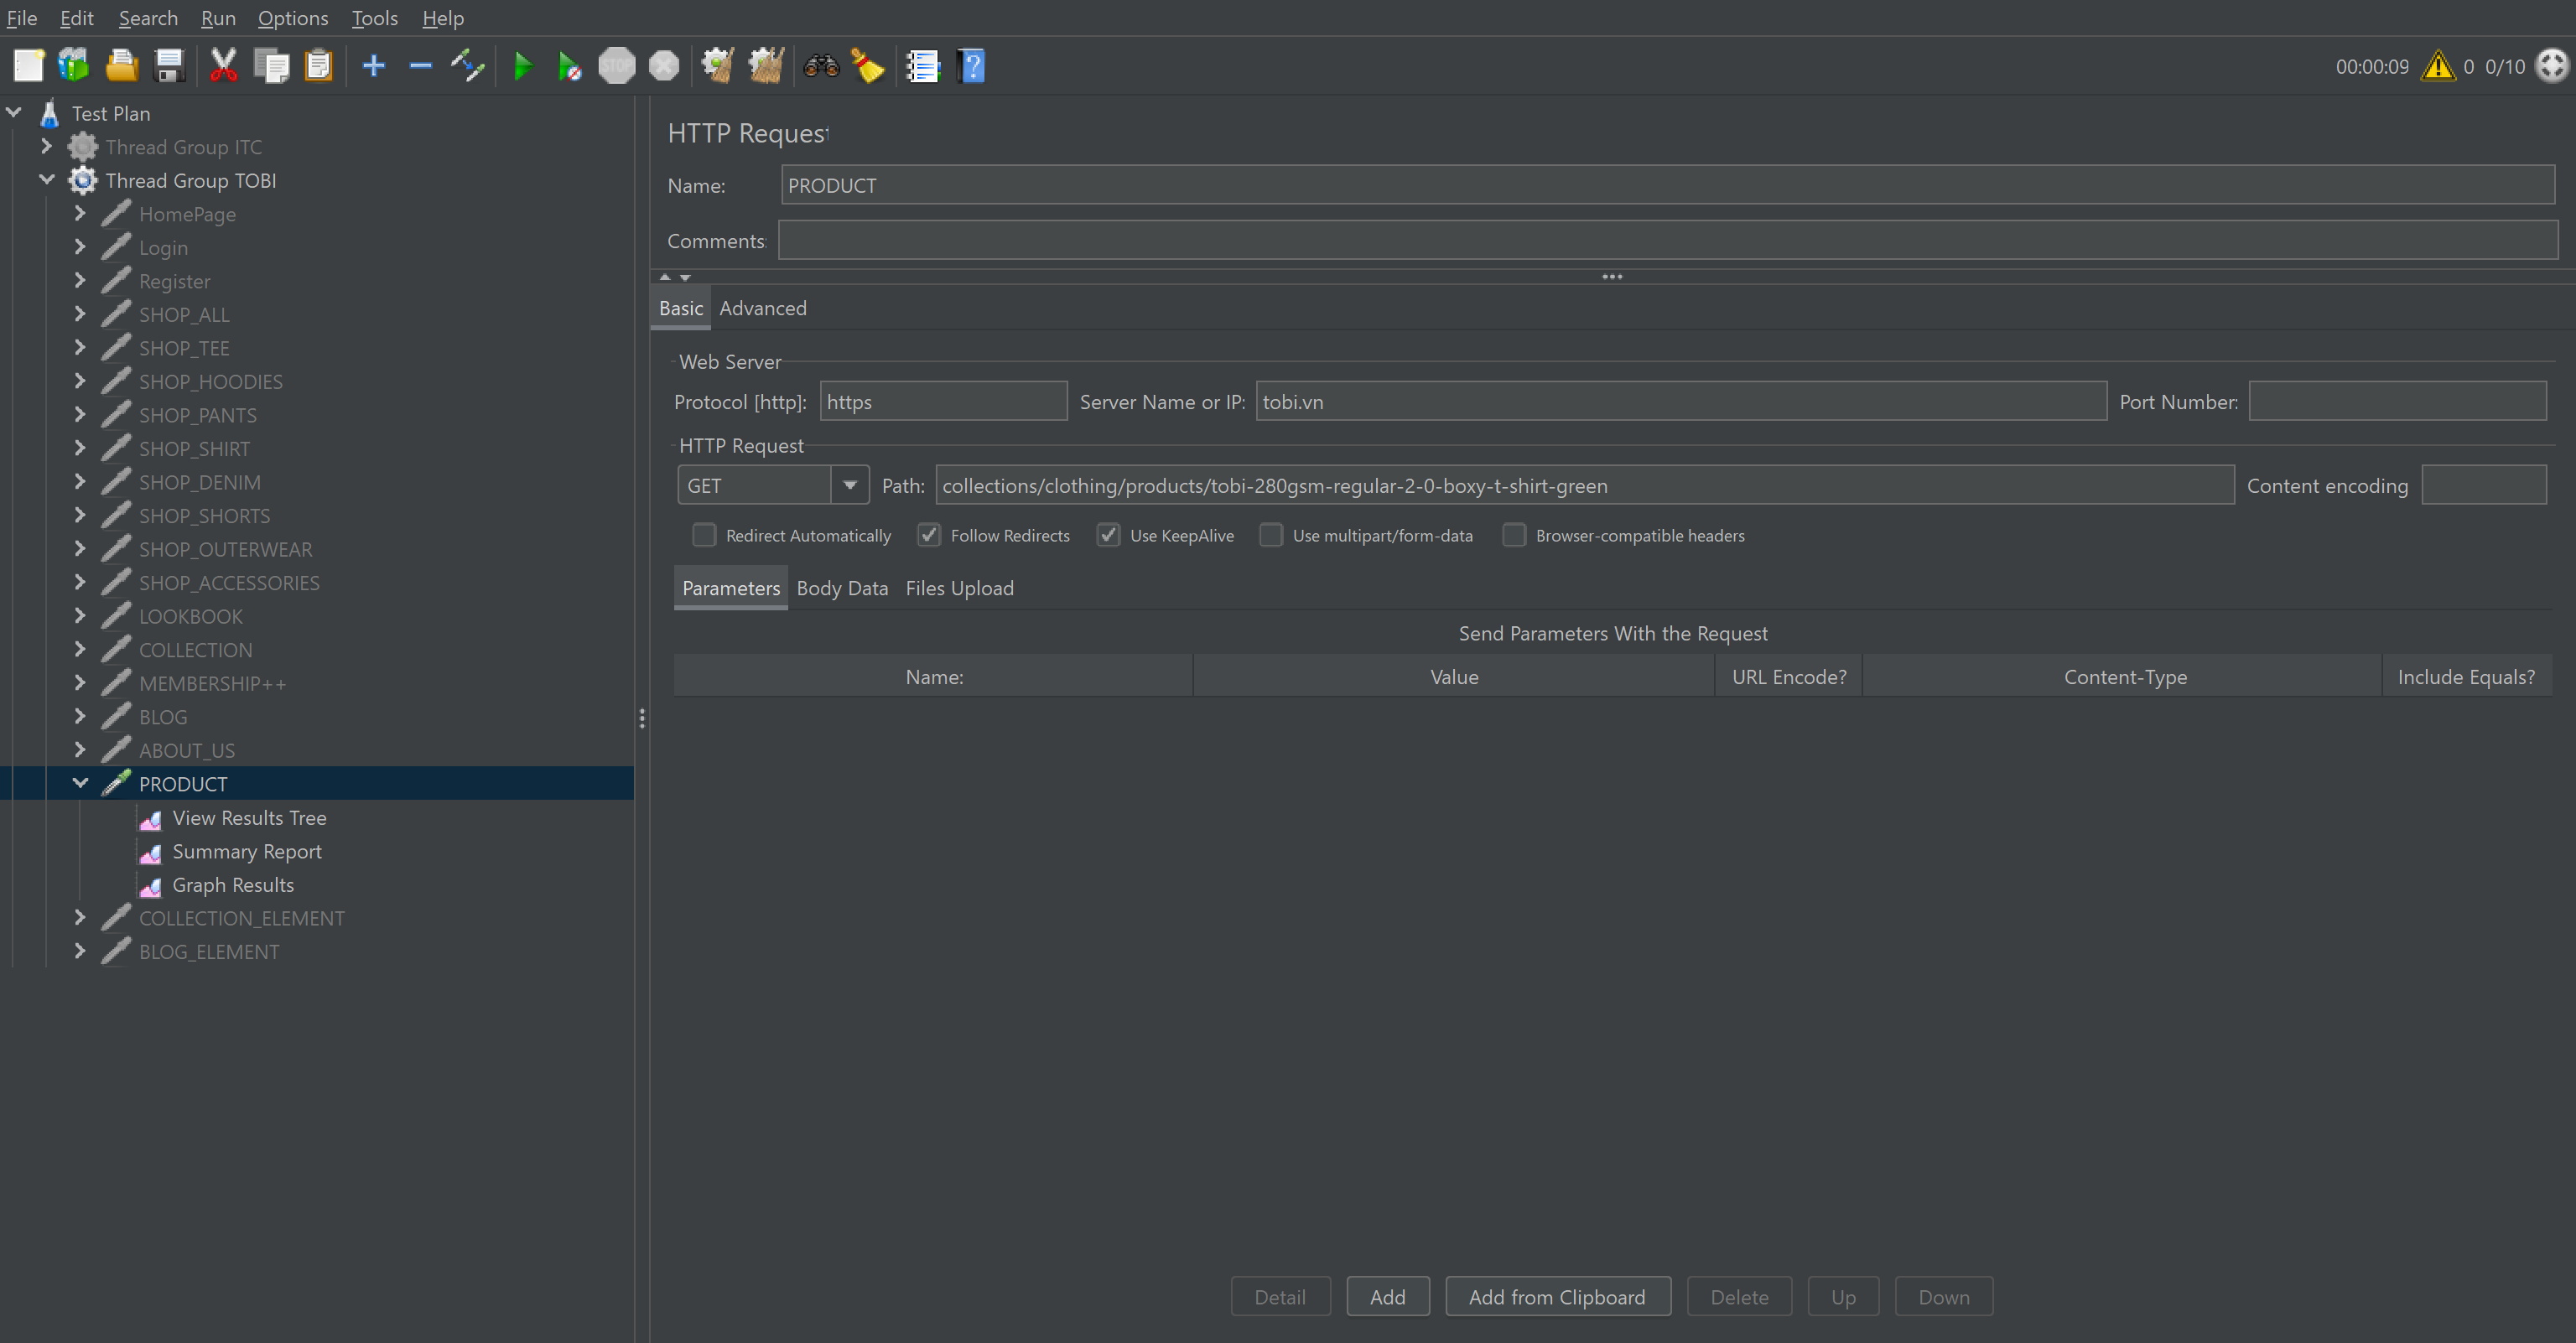 File Edit Search Run Options Tools Help
STOP
00:00:09 0 0/10
Test Plan
Thread Group ITC
Thread Group TOBI
HomePage
Login
Register
SHOP_ALL
SHOP_TEE
SHOP_HOODIES
SHOP_PANTS
SHOP_SHIRT
SHOP_DENIM
SHOP_SHORTS
SHOP_OUTERWEAR
SHOP_ACCESSORIES
LOOKBOOK
COLLECTION
MEMBERSHIP++
BLOG
ABOUT_US
PRODUCT
View Results Tree
Summary Report
Graph Results
COLLECTION_ELEMENT
BLOG_ELEMENT
HTTP Request
Name: PRODUCT
Comments:
Basic Advanced
Web Server
Protocol [http]: https Server Name or IP: tobi.vn Port Number:
HTTP Request
GET Path: collections/clothing/products/tobi-280gsm-regular-2-0-boxy-t-shirt-green Content encoding
Redirect Automatically Follow Redirects Use KeepAlive Use multipart/form-data Browser-compatible headers
Parameters Body Data Files Upload
Send Parameters With the Request
Name: Value URL Encode? Content-Type Include Equals?
Detail Add Add from Clipboard Delete Up Down